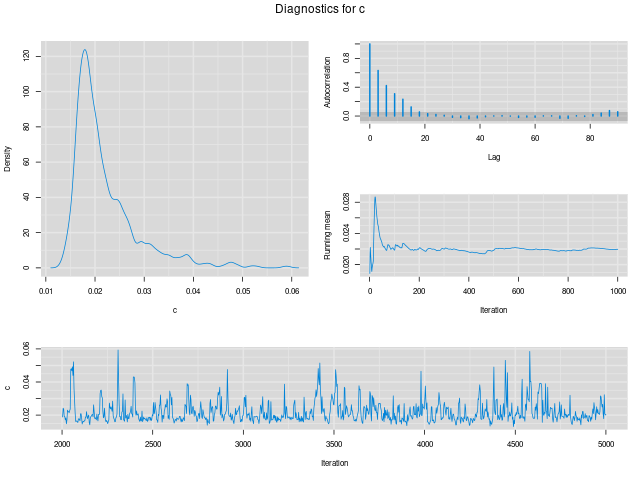 Diagnostics for c
Density
0 20 40 60 80 100 120
0.01 0.02 0.03 0.04 0.05 0.06
c
Autocorrelation
0.0 0.4 0.8
0 20 40 60 80
Lag
Running mean
0.020 0.024 0.028
0 200 400 600 800 1000
Iteration
c
0.02 0.04 0.06
2000 2500 3000 3500 4000 4500 5000
Iteration